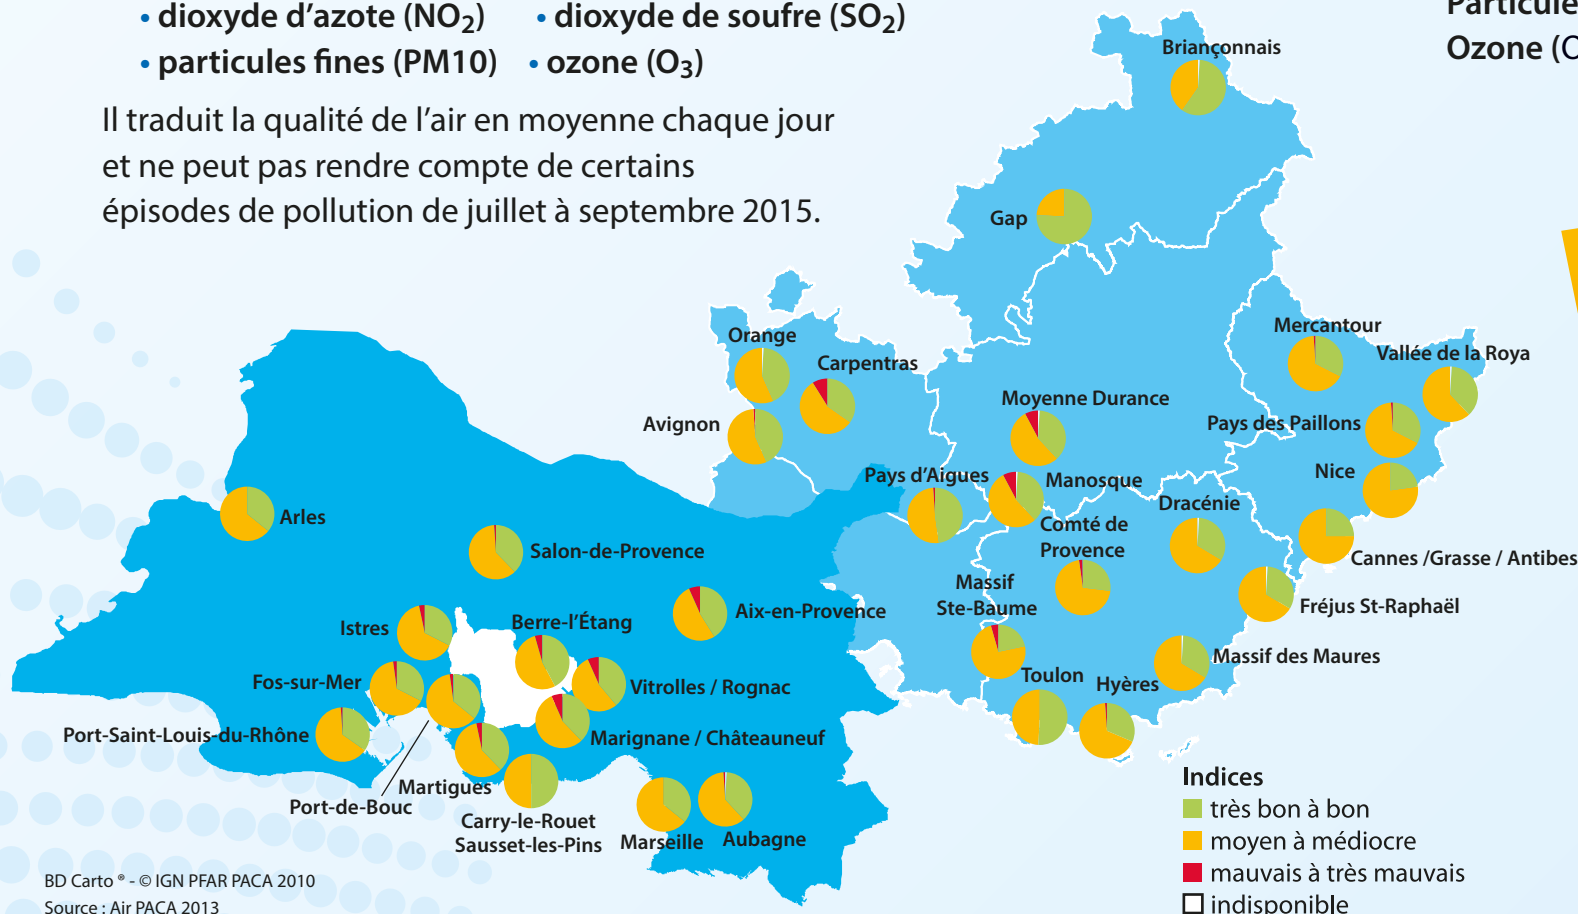 • dioxyde d’azote (NO₂) • dioxyde de soufre (SO₂)
• particules fines (PM10) • ozone (O₃)
Il traduit la qualité de l’air en moyenne chaque jour
et ne peut pas rendre compte de certains
épisodes de pollution de juillet à septembre 2015.
Ozone (
Briançonnais
Gap
Orange
Carpentras
Avignon
Mercantour
Vallée de la Roya
Moyenne Durance
Pays des Paillons
Pays d’Aigues
Manosque
Nice
Dracénie
Comté de
Provence
Cannes /Grasse / Antibes
Massif
Ste-Baume
Fréjus St-Raphaël
Massif des Maures
Toulon
Hyères
Arles
Salon-de-Provence
Aix-en-Provence
Istres
Berre-l’Étang
Fos-sur-Mer
Vitrolles / Rognac
Port-Saint-Louis-du-Rhône
Marignane / Châteauneuf
Martigues
Port-de-Bouc
Carry-le-Rouet
Sausset-les-Pins
Marseille
Aubagne
Indices
très bon à bon
moyen à médiocre
mauvais à très mauvais
indisponible
BD Carto ® - © IGN PFAR PACA 2010
Source : Air PACA 2013